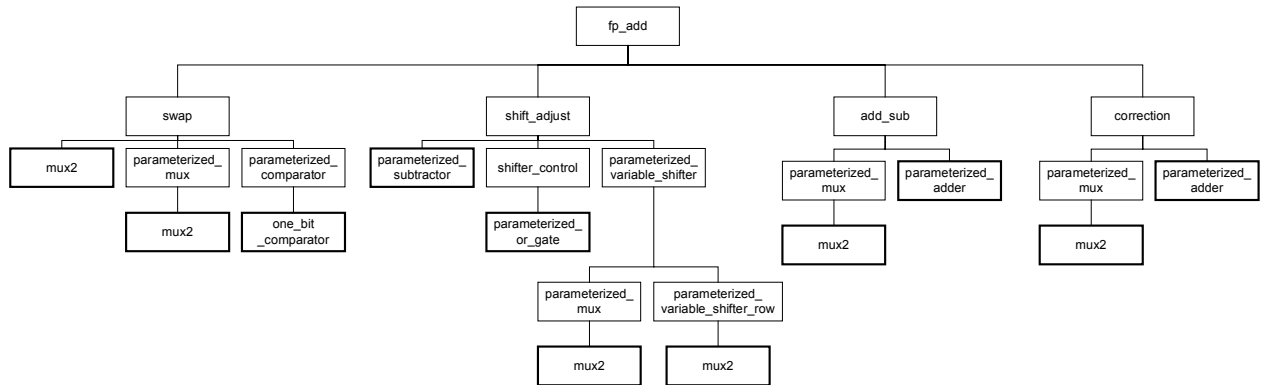 fp_add
swap
shift_adjust
add_sub
correction
mux2
parameterized_
mux
parameterized_
comparator
parameterized_
subtractor
shifter_control
parameterized_
variable_shifter
parameterized_
mux
parameterized_
adder
parameterized_
mux
parameterized_
adder
mux2
one_bit
_comparator
parameterized_
or_gate
mux2
mux2
parameterized_
mux
parameterized_
variable_shifter_row
mux2
mux2